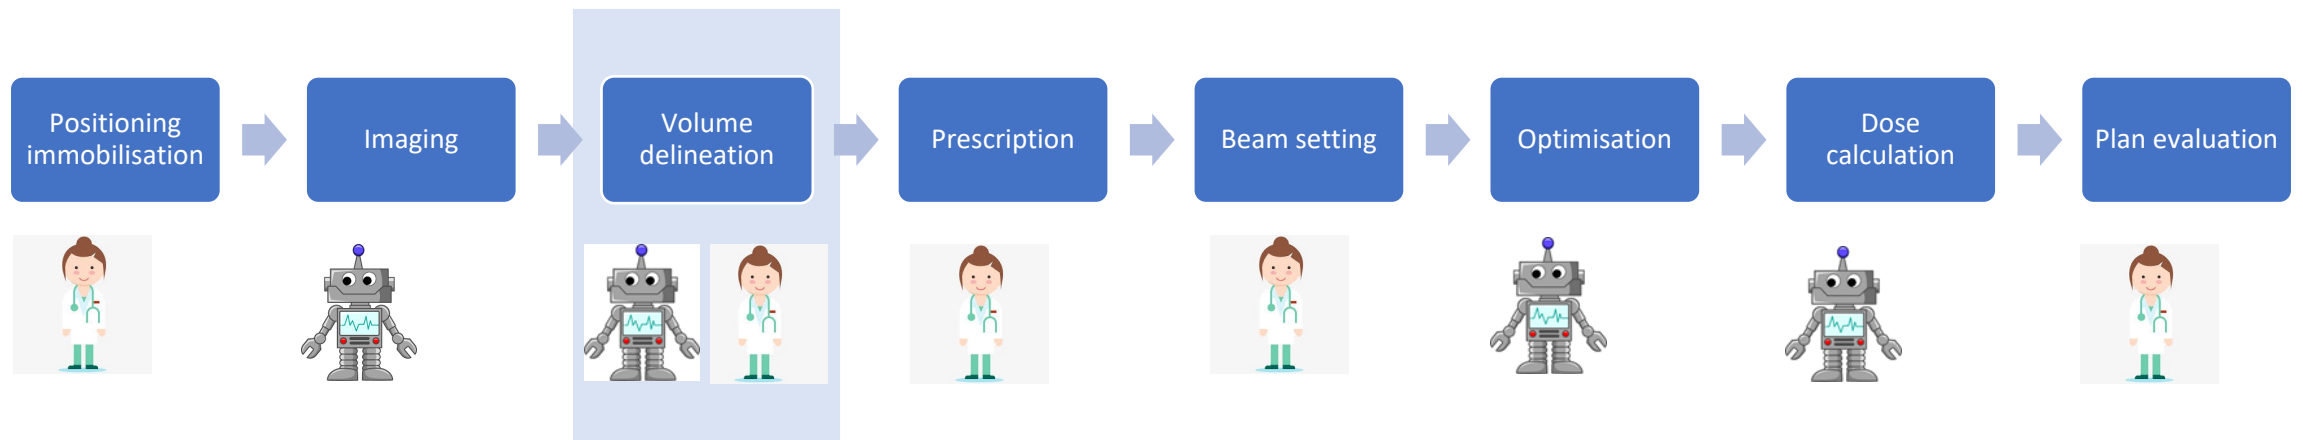 Positioning
immobilisation
Imaging
Volume
delineation
Prescription
Beam setting
Optimisation
Dose
calculation
Plan evaluation